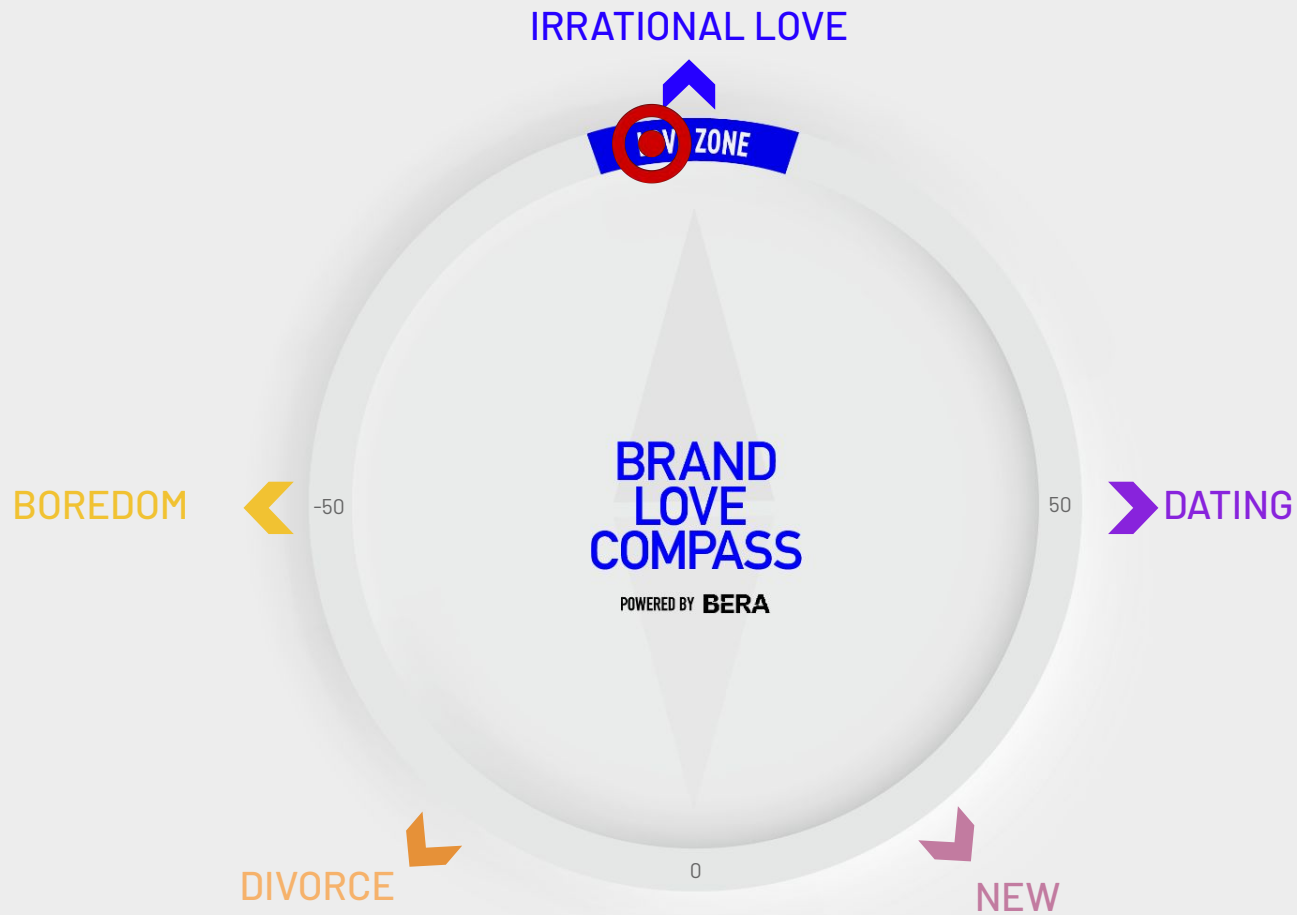 IRRATIONAL LOVE
ZONE
BOREDOM
-50
50
DATING
BRAND
LOVE
COMPASS
POWERED BY BERA
DIVORCE
0
NEW